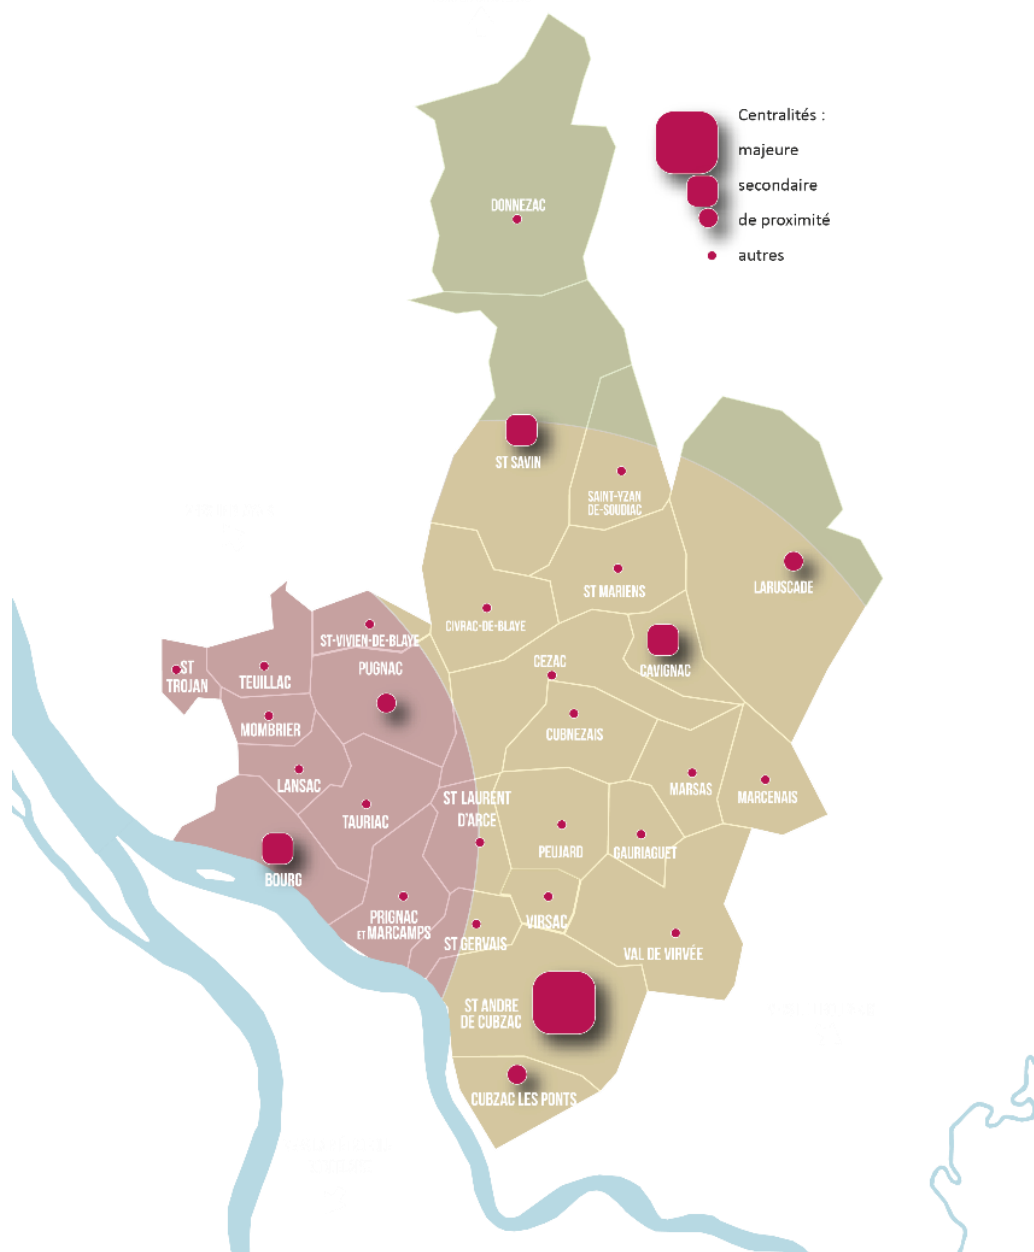 Centralités :
majeure
secondaire
de proximité
autres
DONNEZAC
ST SAVIN
SAINT-YZAN
DE-SOUDIAC
ST MARIENS
LARUSCADE
CIVRAC-DE-BLAYE
ST-VIVIEN-DE-BLAYE
CEZAC
CAVIGNAC
ST
TROJAN
TEUILLAC
PUGNAC
MOMBRIER
CUBNEZAIS
LANSAC
MARSAS
MARCENAIS
ST LAURENT
D'ARCE
TAURIAC
PEUJARD
GAURIAGUET
BOURG
PRIGNAC
ET MARCAMPS
VIRSAC
ST GERVAIS
VAL DE VIRVÉE
ST ANDRE
DE CUBZAC
CUBZAC LES PONTS